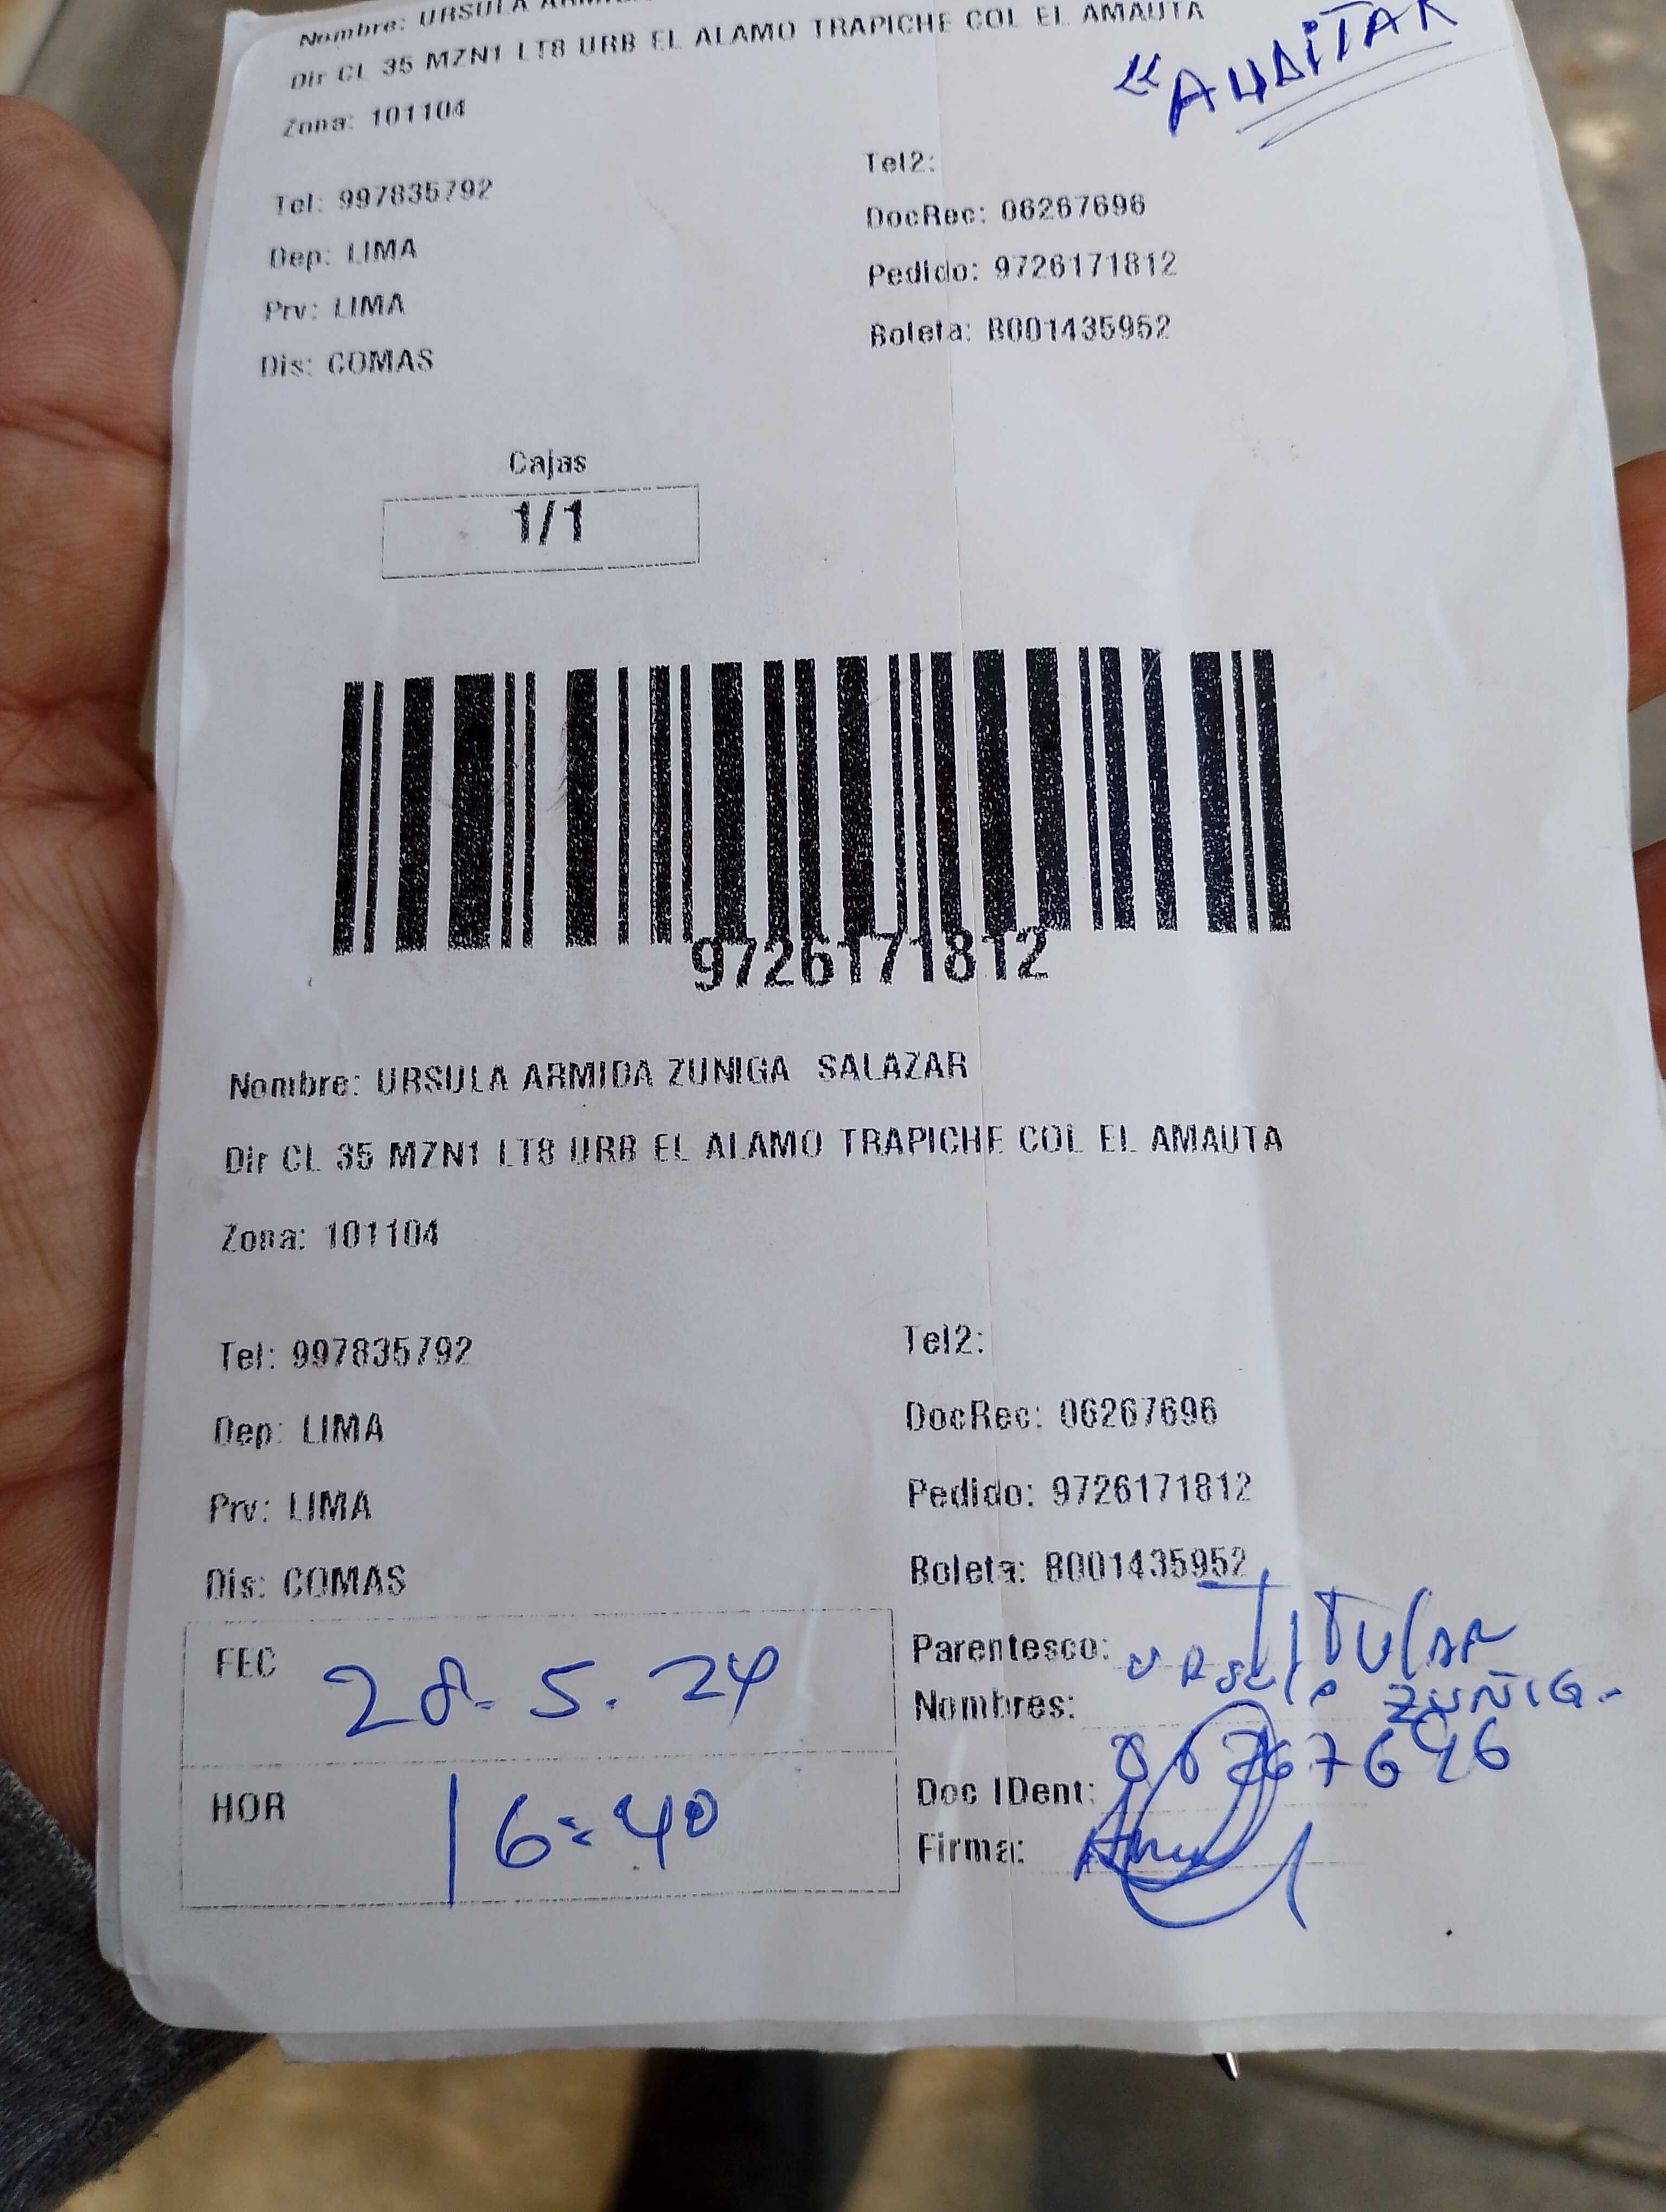 Nombre: URSULA
Dir CL 35 MZN1 LT8 URB EL ALAMO TRAPICHE COL EL AMAUTA
"AUDITAR
Zona: 101104
Tel2:
Tel: 997835792
DocRec: 06267696
Dep: LIMA
Pedido: 9726171812
Prv: LIMA
Boleta: B001435952
Dis: COMAS
Cajas
1/1
9726171812
Nombre: URSULA ARMIDA ZUNIGA SALAZAR
Dir CL 35 MZN1 LT8 URB EL ALAMO TRAPICHE COL EL AMAUTA
Zona: 101104
Tel: 997835792
Tel2:
Dep: LIMA
DocRec: 06267696
Prv: LIMA
Pedido: 9726171812
Dis: COMAS
Boleta: B001435952
FEC 28-5.24
Parentesco: TITULAR
Nombres: URSULA ZUÑIGA
HOR 16:40
Doc IDent: 06267696
Firma: